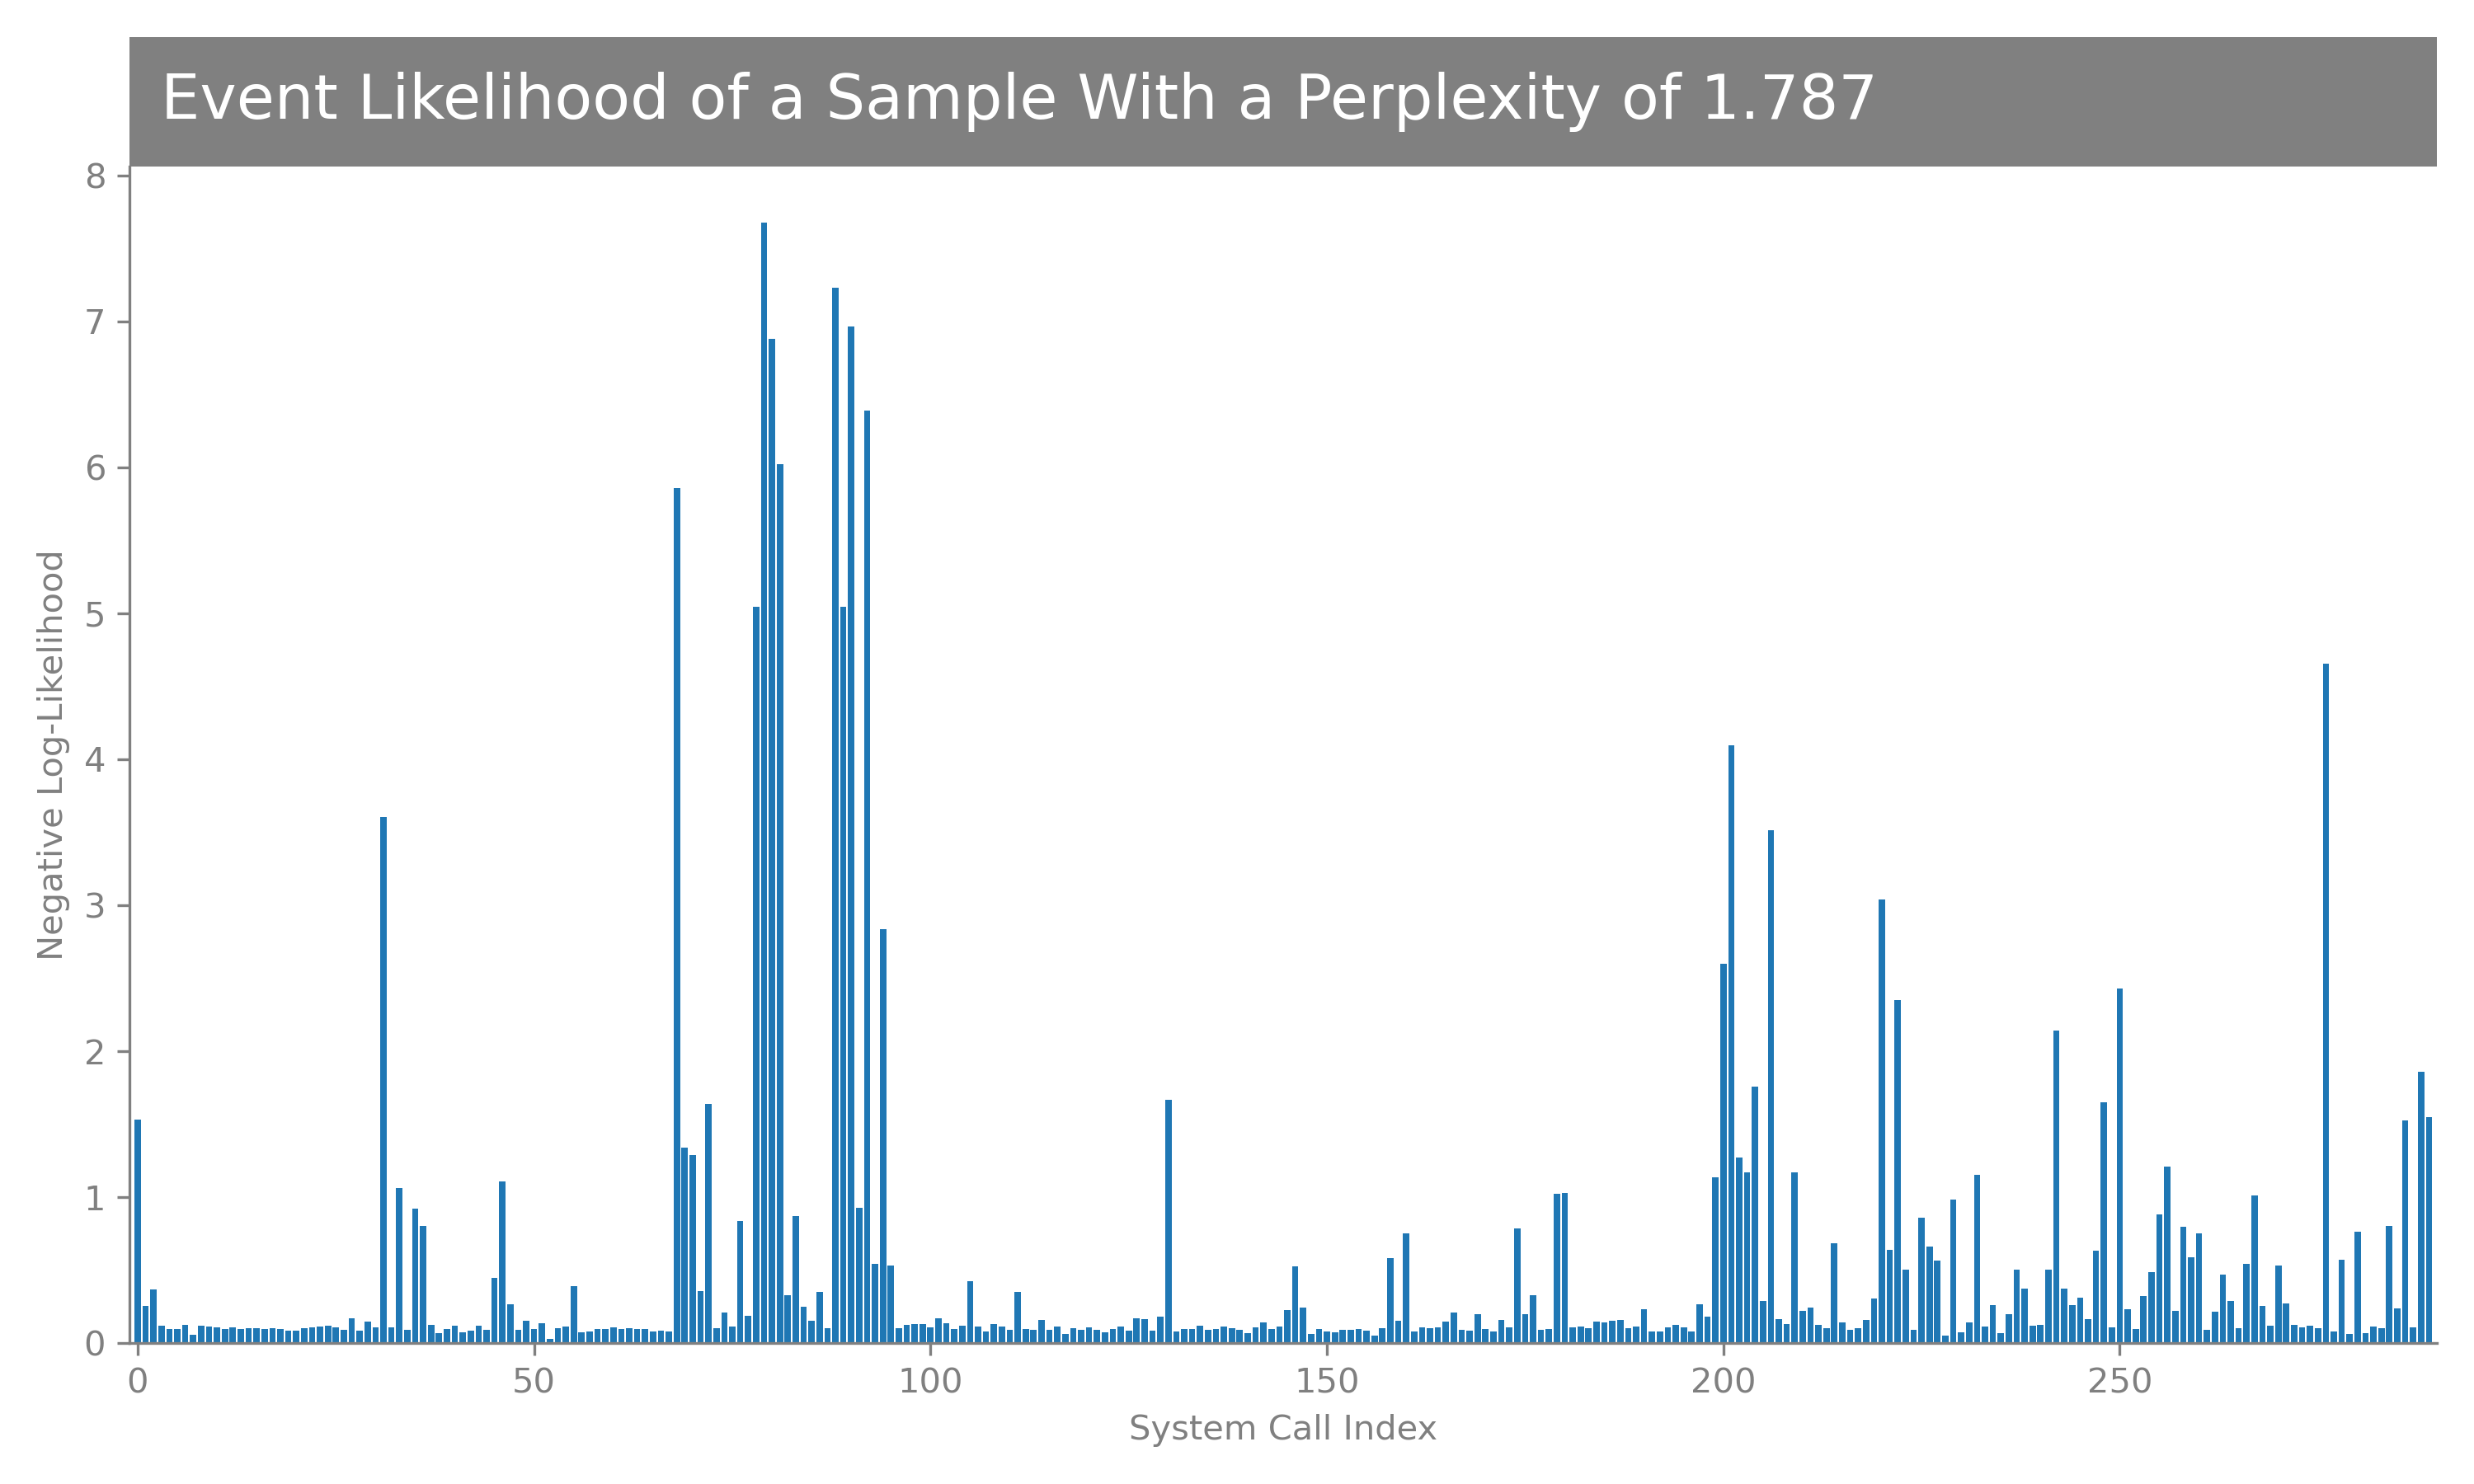 Event Likelihood of a Sample With a Perplexity of 1.787
8
7
6
5
4
3
2
1
0
Negative Log-Likelihood
0 50 100 150 200 250
System Call Index